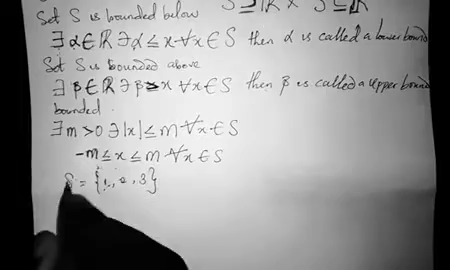 Set S is bounded below S ⊆ ℝ
∃ α ∈ ℝ ∋ α ≤ x ∀ x ∈ S then α is called a lower bound
Set S is bounded above
∃ β ∈ ℝ ∋ β ≥ x ∀ x ∈ S then β is called a upper bound
bounded.
∃ m > 0 ∋ |x| ≤ m ∀ x ∈ S
-m ≤ x ≤ m ∀ x ∈ S
S = {1, 2, 3}